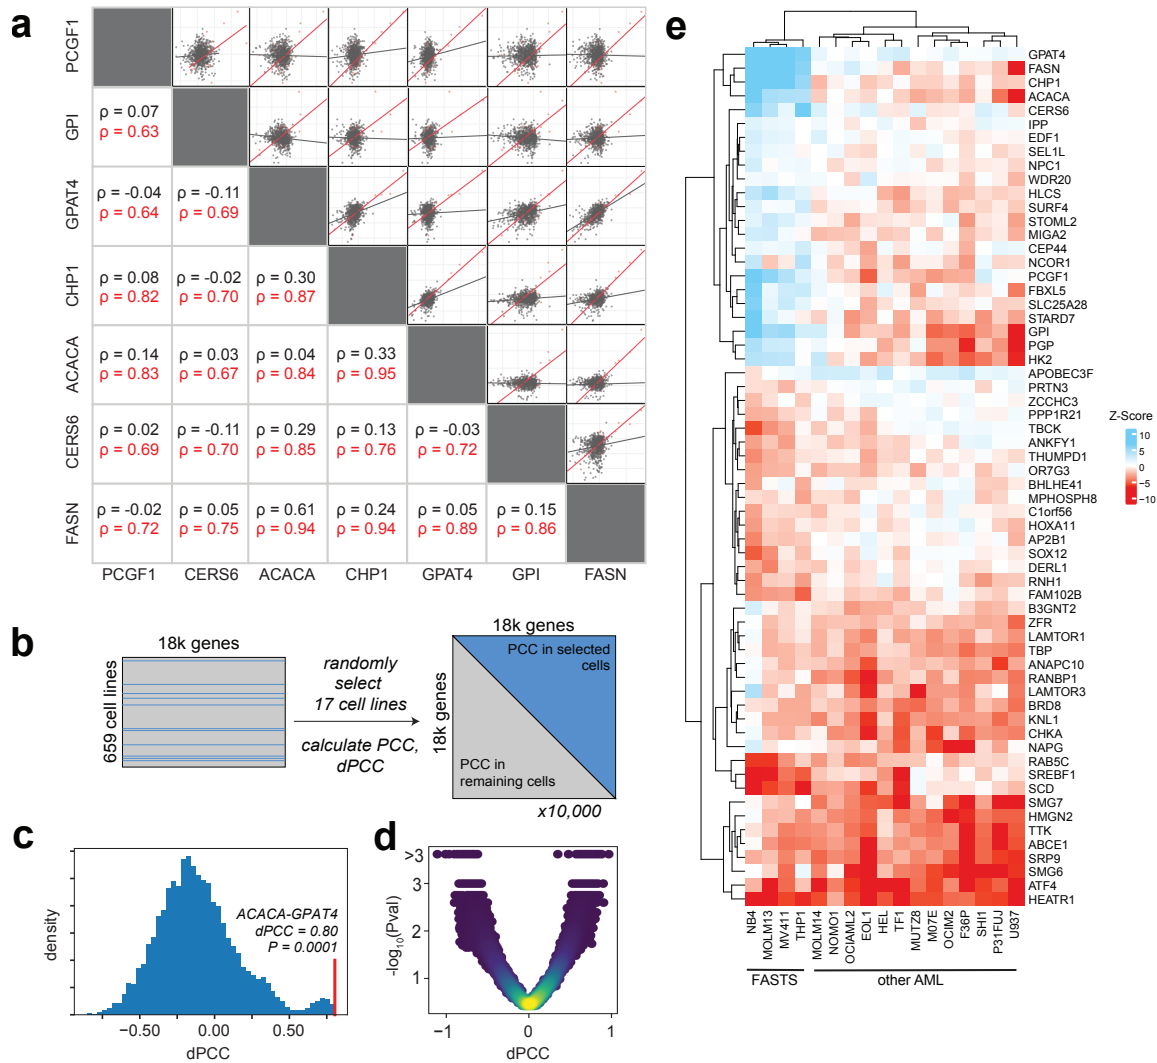 a
PCGF1
GPI
ρ = 0.07
ρ = 0.63
GPAT4
ρ = -0.04
ρ = 0.64
ρ = -0.11
ρ = 0.69
CHP1
ρ = 0.08
ρ = 0.82
ρ = -0.02
ρ = 0.70
ρ = 0.30
ρ = 0.87
ACACA
ρ = 0.14
ρ = 0.83
ρ = 0.03
ρ = 0.67
ρ = 0.04
ρ = 0.84
ρ = 0.33
ρ = 0.95
CERS6
ρ = 0.02
ρ = 0.69
ρ = -0.11
ρ = 0.70
ρ = 0.29
ρ = 0.85
ρ = 0.13
ρ = 0.76
ρ = -0.03
ρ = 0.72
FASN
ρ = -0.02
ρ = 0.72
ρ = 0.05
ρ = 0.75
ρ = 0.61
ρ = 0.94
ρ = 0.24
ρ = 0.94
ρ = 0.05
ρ = 0.89
ρ = 0.15
ρ = 0.86
PCGF1
CERS6
ACACA
CHP1
GPAT4
GPI
FASN
b
18k genes
659 cell lines
randomly
select
17 cell lines
calculate PCC,
dPCC
18k genes
18k genes
PCC in selected
cells
PCC in
remaining cells
x10,000
c
density
ACACA-GPAT4
dPCC = 0.80
P = 0.0001
−0.50
0.00
0.50
dPCC
d
-log10(Pval)
>3
3
2
1
−1
0
1
dPCC
e
GPAT4
FASN
CHP1
ACACA
CERS6
IPP
EDF1
SEL1L
NPC1
WDR20
HLCS
SURF4
STOML2
MIGA2
CEP44
NCOR1
PCGF1
FBXL5
SLC25A28
STARD7
GPI
PGP
HK2
APOBEC3F
PRTN3
ZCCHC3
PPP1R21
TBCK
ANKFY1
THUMPD1
OR7G3
BHLHE41
MPHOSPH8
C1orf56
HOXA11
AP2B1
SOX12
DERL1
RNH1
FAM102B
B3GNT2
ZFR
LAMTOR1
TBP
ANAPC10
RANBP1
LAMTOR3
BRD8
KNL1
CHKA
NAPG
RAB5C
SREBF1
SCD
SMG7
HMGN2
TTK
ABCE1
SRP9
SMG6
ATF4
HEATR1
NB4
MOLM13
MV411
THP1
MOLM14
NOMO1
OCIAML2
EOL1
HEL
TF1
MUTZ8
M07E
OCIM2
F36P
SHI1
P31FUJ
U937
FASTS
other AML
Z-Score
10
5
0
−5
−10